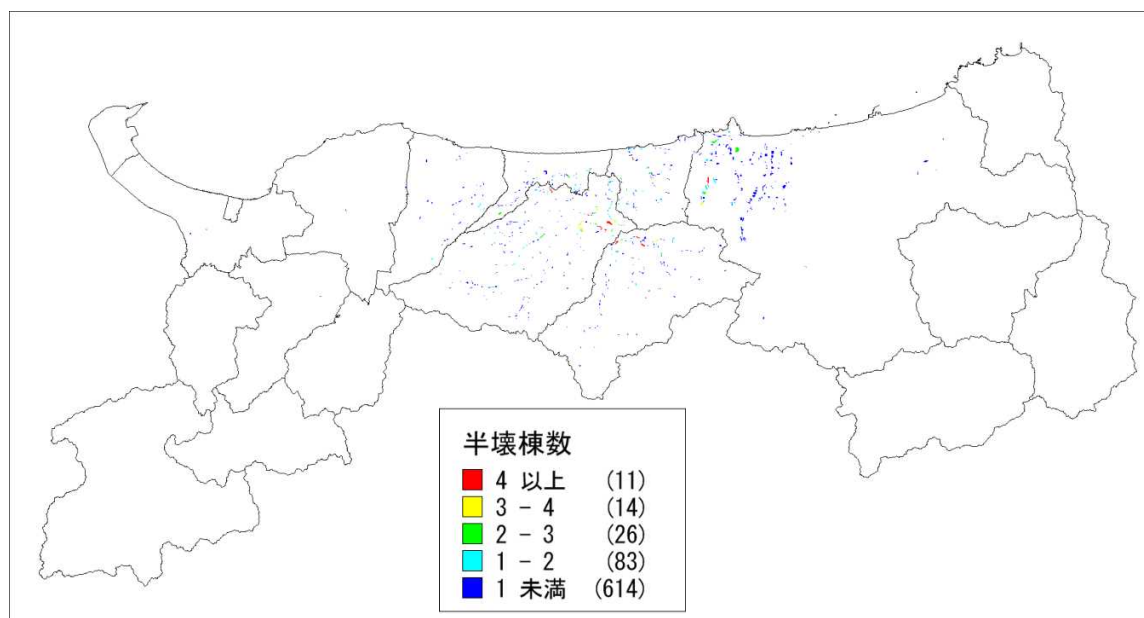 半壊棟数
4 以上 (11)
3 - 4 (14)
2 - 3 (26)
1 - 2 (83)
1 未満 (614)